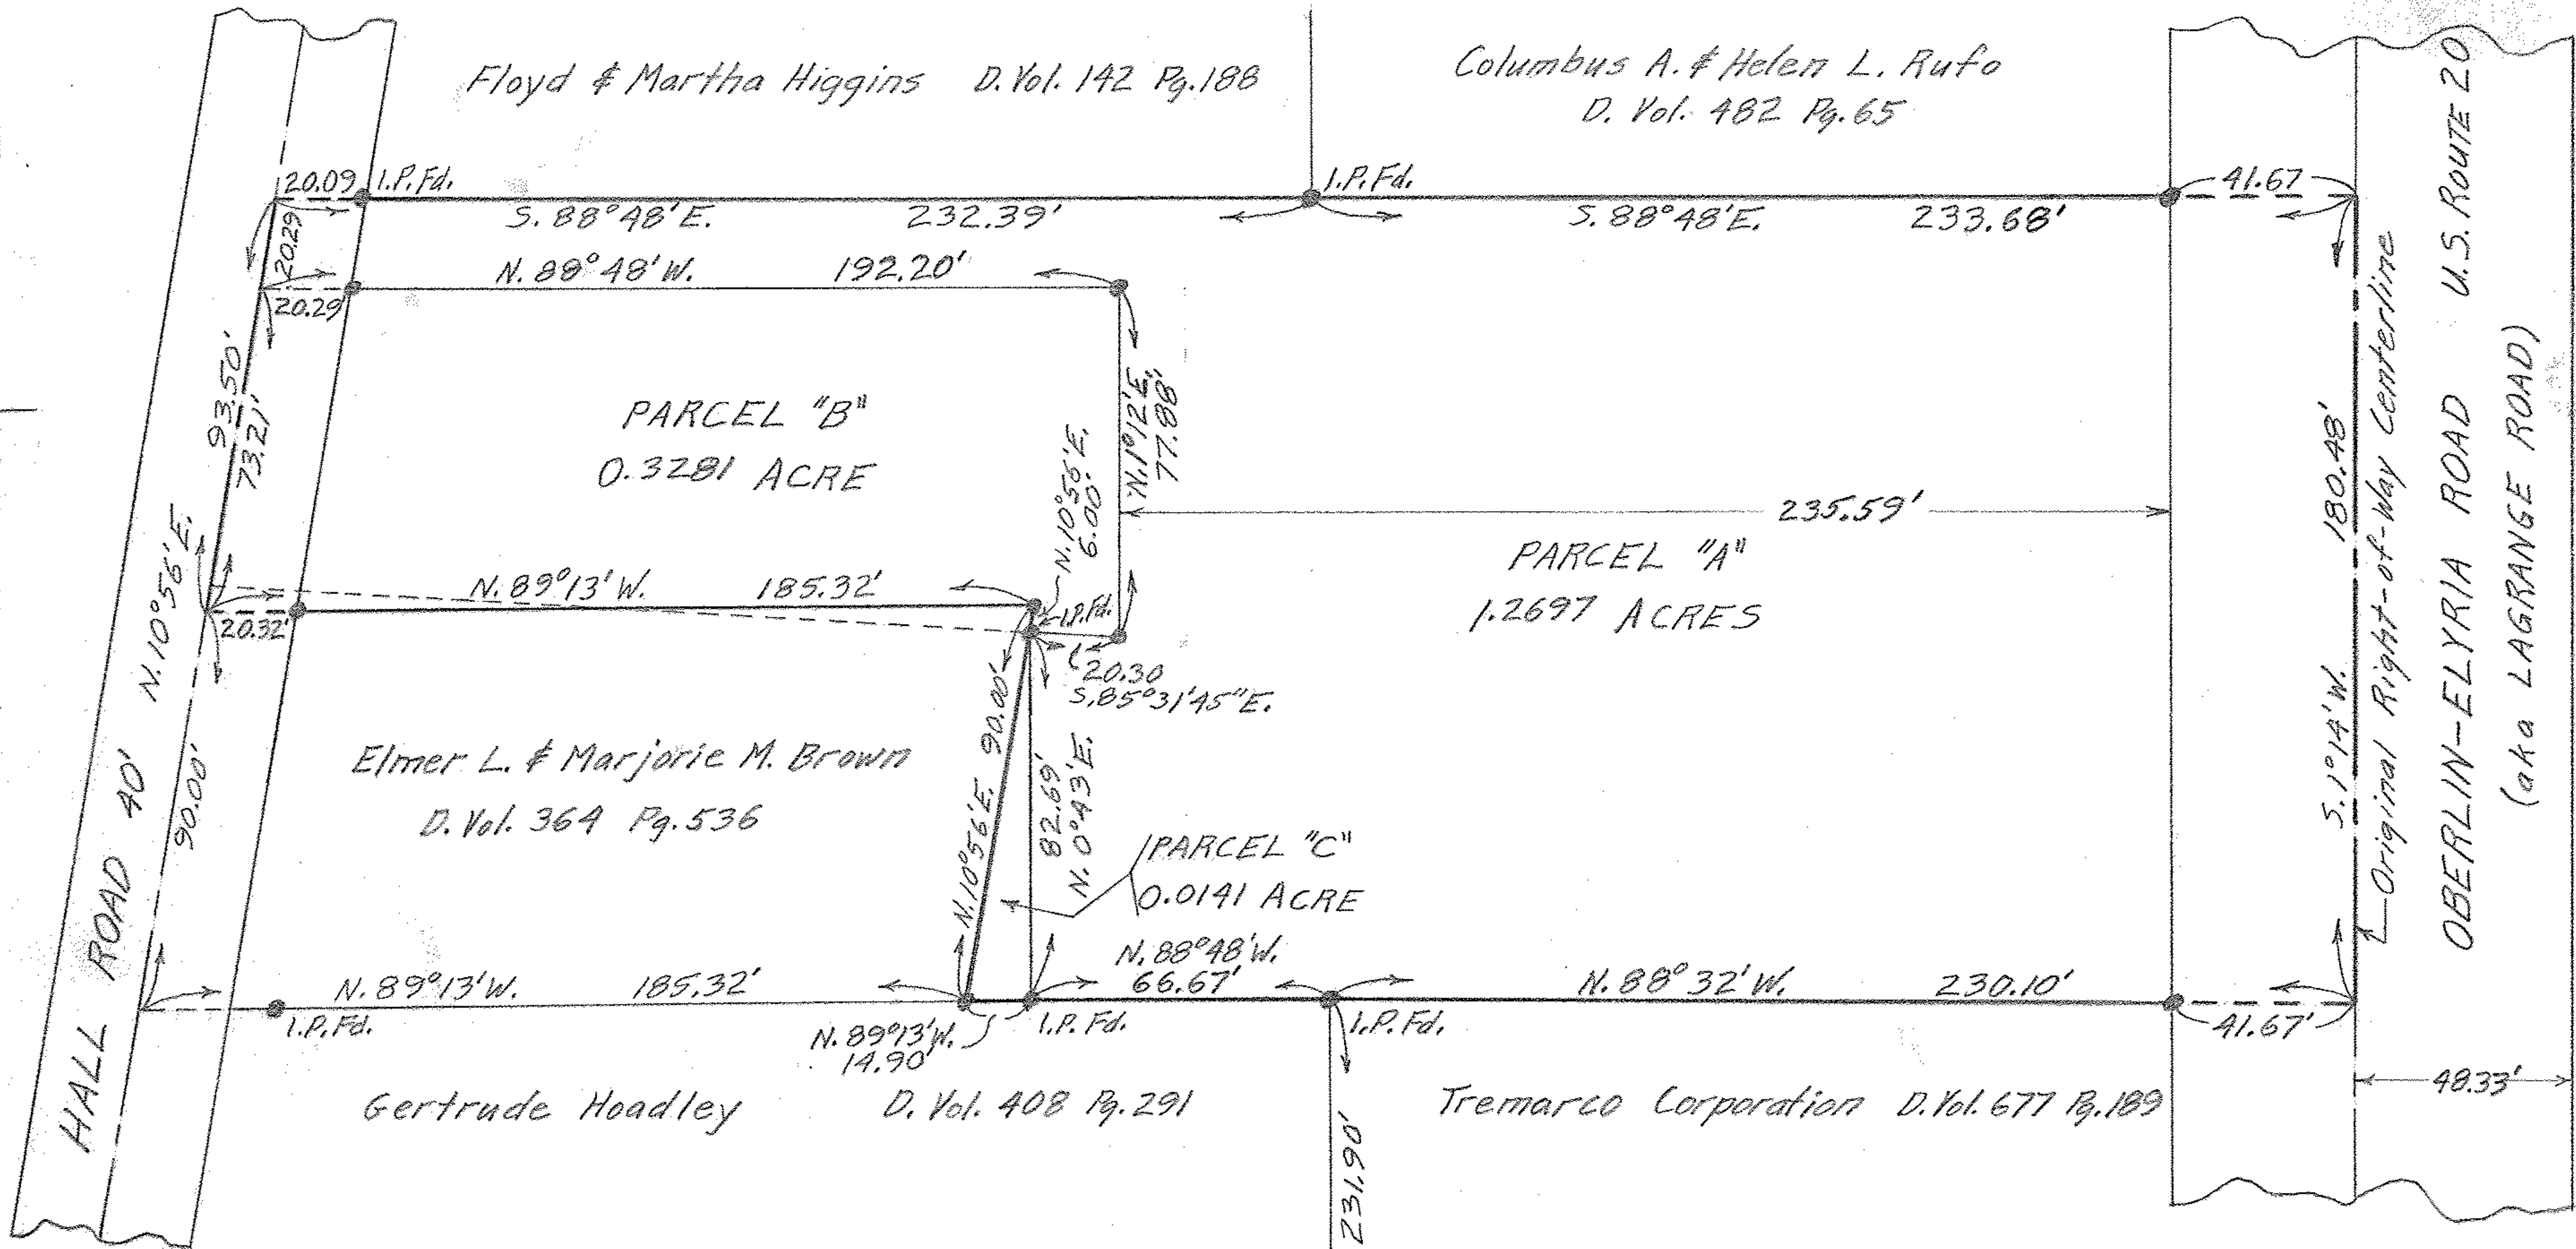 Floyd & Martha Higgins D. Vol. 142 Pg. 188
Columbus A. & Helen L. Rufo
D. Vol. 482 Pg. 65
20.09
I.P. Fd.
I.P. Fd.
41.67
S. 88°48'E. 232.39'
S. 88°48'E. 233.68'
20.29
N. 88°48'W. 192.20'
20.29
93.50'
73.21'
PARCEL "B"
0.3281 ACRE
N. 1°12'E.
77.88'
N. 10°56'E.
6.00'
235.59'
PARCEL "A"
1.2697 ACRES
N. 10°56'E.
N. 89°13'W. 185.32'
20.32'
I.P. Fd.
20.30
S. 85°31'45"E.
Elmer L. & Marjorie M. Brown
D. Vol. 364 Pg. 536
N. 10°56'E. 90.00'
82.69'
N. 0°43'E.
PARCEL "C"
0.0141 ACRE
HALL ROAD 40'
90.00'
N. 89°13'W. 185.32'
I.P. Fd.
N. 89°13'W.
14.90'
I.P. Fd.
N. 88°48'W.
66.67'
I.P. Fd.
N. 88°32'W. 230.10'
41.67'
S. 1°14'W. 180.48'
Original Right-of-Way Centerline
OBERLIN-ELYRIA ROAD U.S. ROUTE 20
(aka LAGRANGE ROAD)
48.33'
Gertrude Hoadley D. Vol. 408 Pg. 291
Tremarco Corporation D. Vol. 677 Pg. 189
231.90'